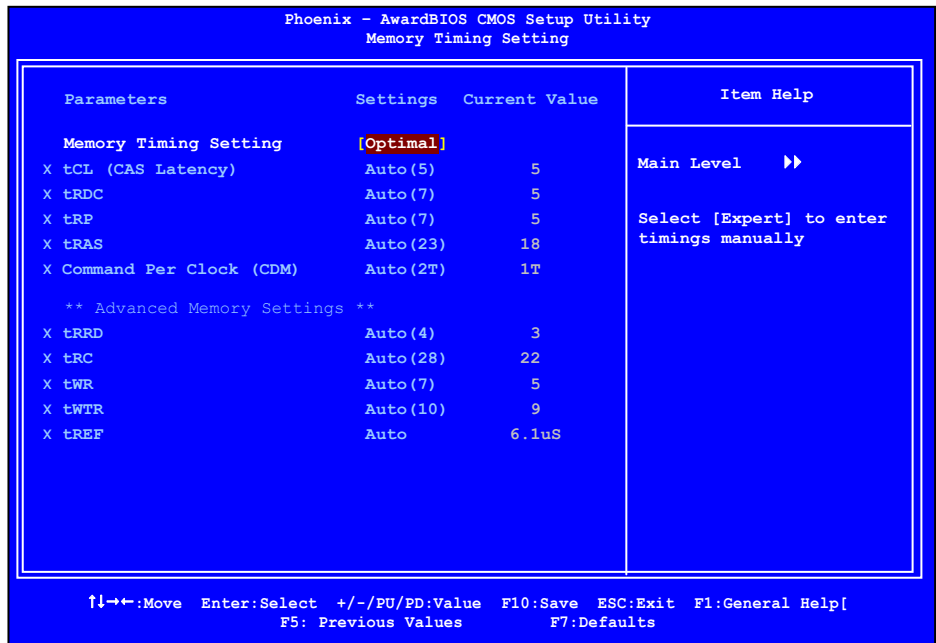 Phoenix – AwardBIOS CMOS Setup Utility
Memory Timing Setting
Parameters Settings Current Value
Memory Timing Setting [Optimal]
X tCL (CAS Latency) Auto(5) 5
X tRDC Auto(7) 5
X tRP Auto(7) 5
X tRAS Auto(23) 18
X Command Per Clock (CDM) Auto(2T) 1T
** Advanced Memory Settings **
X tRRD Auto(4) 3
X tRC Auto(28) 22
X tWR Auto(7) 5
X tWTR Auto(10) 9
X tREF Auto 6.1uS
Item Help
Main Level
Select [Expert] to enter
timings manually
↑↓→←:Move Enter:Select +/-/PU/PD:Value F10:Save ESC:Exit F1:General Help[
F5: Previous Values F7:Defaults